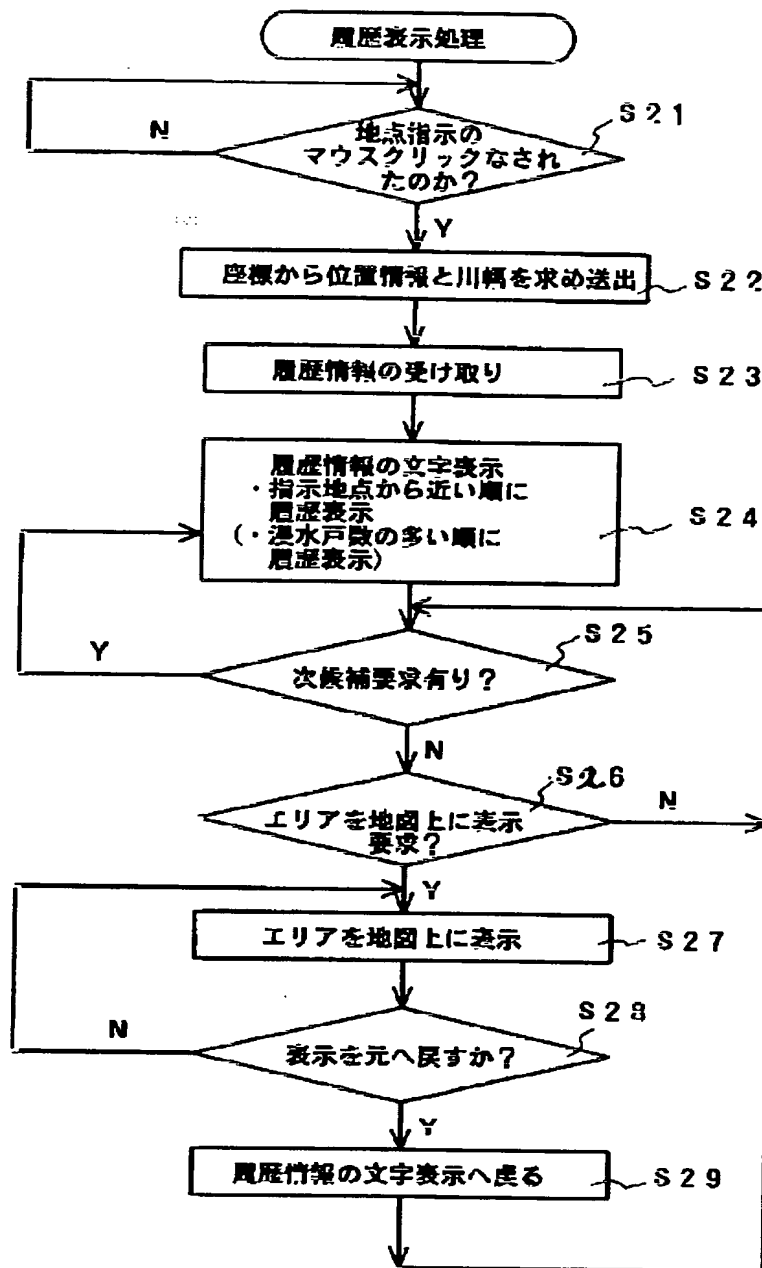 履歴表示処理
N
S21
地点指示の
マウスクリックなされ
たのか?
Y
座標から位置情報と川幅を求め送出
S22
履歴情報の受け取り
S23
履歴情報の文字表示
・指示地点から近い順に
履歴表示
(・浸水戸数の多い順に
履歴表示)
S24
Y
S25
次候補要求有り?
N
S26
N
エリアを地図上に表示
要求?
Y
エリアを地図上に表示
S27
N
S28
表示を元へ戻すか?
Y
履歴情報の文字表示へ戻る
S29